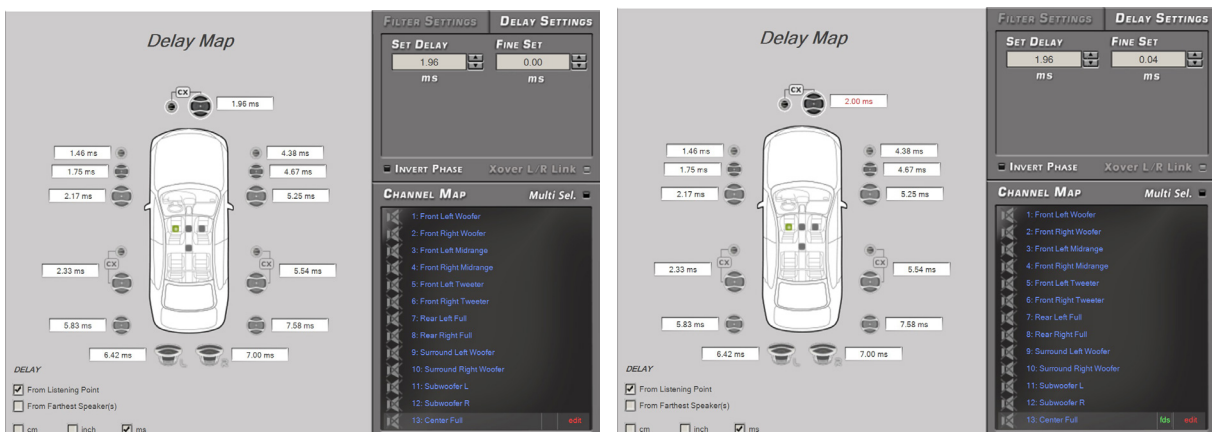 Delay Map
FILTER SETTINGS DELAY SETTINGS
SET DELAY FINE SET
1.96 0.00
ms ms
CX 1.96 ms
1.46 ms 4.38 ms
1.75 ms 4.67 ms
2.17 ms 5.25 ms
CX CX
2.33 ms 5.54 ms
5.83 ms 7.58 ms
6.42 ms L R 7.00 ms
INVERT PHASE Xover L/R Link
CHANNEL MAP Multi Sel.
1: Front Left Woofer
2: Front Right Woofer
3: Front Left Midrange
4: Front Right Midrange
5: Front Left Tweeter
6: Front Right Tweeter
7: Rear Left Full
8: Rear Right Full
9: Surround Left Woofer
10: Surround Right Woofer
11: Subwoofer L
12: Subwoofer R
13: Center Full edit
DELAY
From Listening Point
From Farthest Speaker(s)
cm inch ms
Delay Map
FILTER SETTINGS DELAY SETTINGS
SET DELAY FINE SET
1.96 0.04
ms ms
CX 2.00 ms
1.46 ms 4.38 ms
1.75 ms 4.67 ms
2.17 ms 5.25 ms
CX CX
2.33 ms 5.54 ms
5.83 ms 7.58 ms
6.42 ms L R 7.00 ms
INVERT PHASE Xover L/R Link
CHANNEL MAP Multi Sel.
1: Front Left Woofer
2: Front Right Woofer
3: Front Left Midrange
4: Front Right Midrange
5: Front Left Tweeter
6: Front Right Tweeter
7: Rear Left Full
8: Rear Right Full
9: Surround Left Woofer
10: Surround Right Woofer
11: Subwoofer L
12: Subwoofer R
13: Center Full fds edit
DELAY
From Listening Point
From Farthest Speaker(s)
cm inch ms